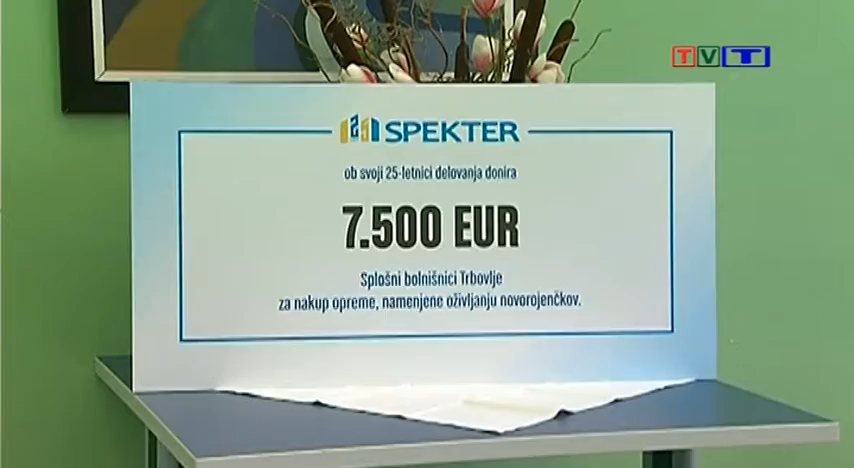 TVT
SPEKTER
ob svoji 25-letnici delovanja donira
7.500 EUR
Splošni bolnišnici Trbovlje
za nakup opreme, namenjene oživljanju novorojenčkov.